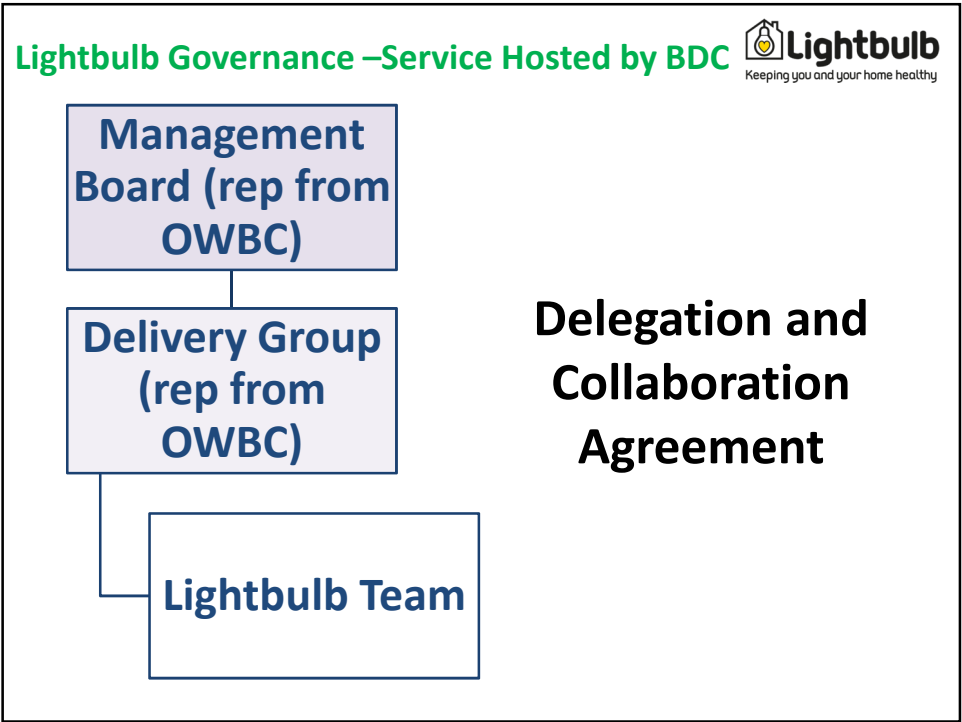 Lightbulb Governance –Service Hosted by BDC
Lightbulb
Keeping you and your home healthy
Management
Board (rep from
OWBC)
Delivery Group
(rep from
OWBC)
Lightbulb Team
Delegation and
Collaboration
Agreement